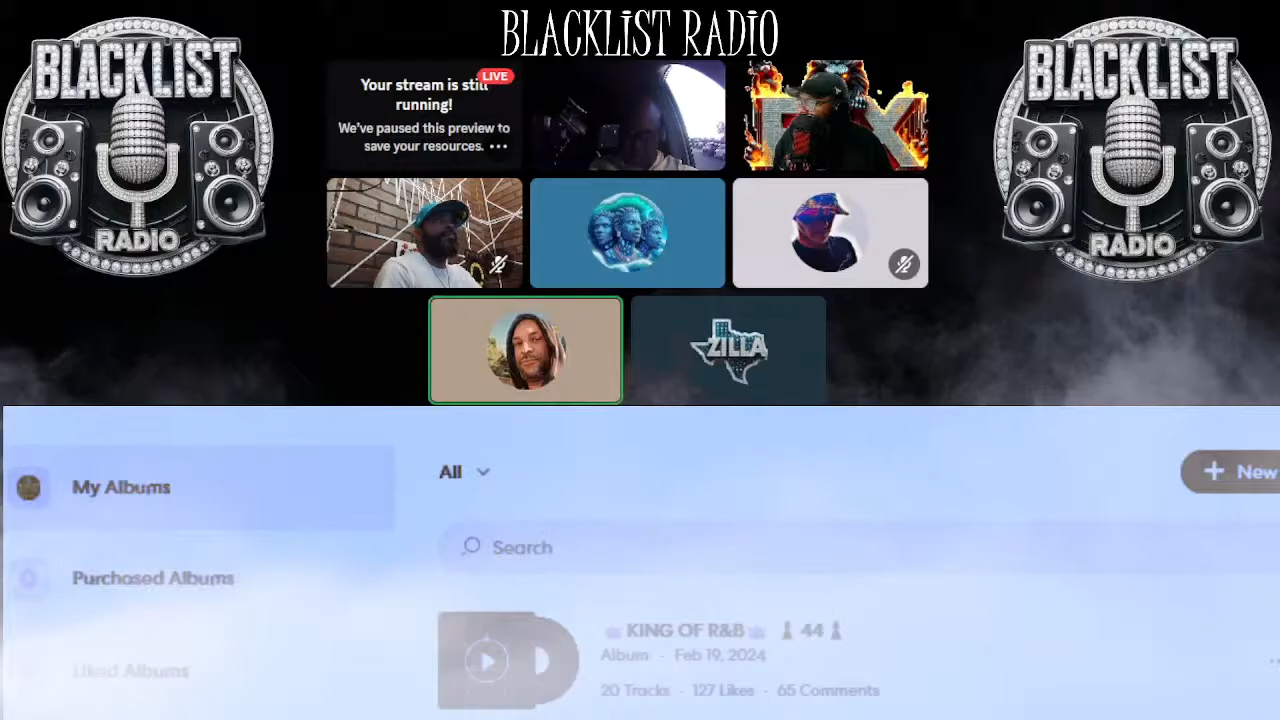 BLACKLIST RADIO
BLACKLIST
RADIO
LIVE
Your stream is still
running!
We've paused this preview to
save your resources.
BLACKLIST
RADIO
ZILLA
My Albums
All
+ New
Search
Purchased Albums
KING OF R&B 44
Album - Feb 19, 2024
Liked Albums
20 Tracks - 127 Likes - 65 Comments